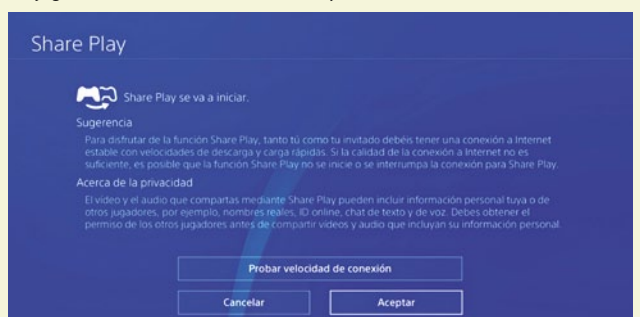 Share Play
Share Play se va a iniciar.
Sugerencia
Para disfrutar de la función Share Play, tanto tú como tu invitado debéis tener una conexión a Internet
estable con velocidades de descarga y carga rápidas. Si la calidad de la conexión a Internet no es
suficiente, es posible que la función Share Play no se inicie o se interrumpa la conexión para Share Play.
Acerca de la privacidad
El vídeo y el audio que compartas mediante Share Play pueden incluir información personal tuya o de
otros jugadores, por ejemplo, nombres reales, ID online, chat de texto y de voz. Debes obtener el
permiso de los otros jugadores antes de compartir vídeos y audio que incluyan su información personal.
Probar velocidad de conexión
Cancelar
Aceptar